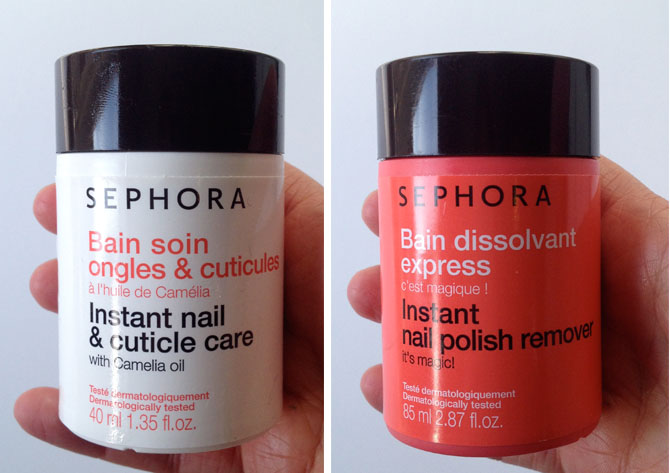 SEPHORA
Bain soin
ongles & cuticules
à l'huile de Camélia
Instant nail
& cuticle care
with Camelia oil
Testé dermatologiquement
Dermatologically tested
40 ml 1.35 fl.oz.
SEPHORA
Bain dissolvant
express
c'est magique !
Instant
nail polish remover
it's magic!
Testé dermatologiquement
Dermatologically tested
85 ml 2.87 fl.oz.